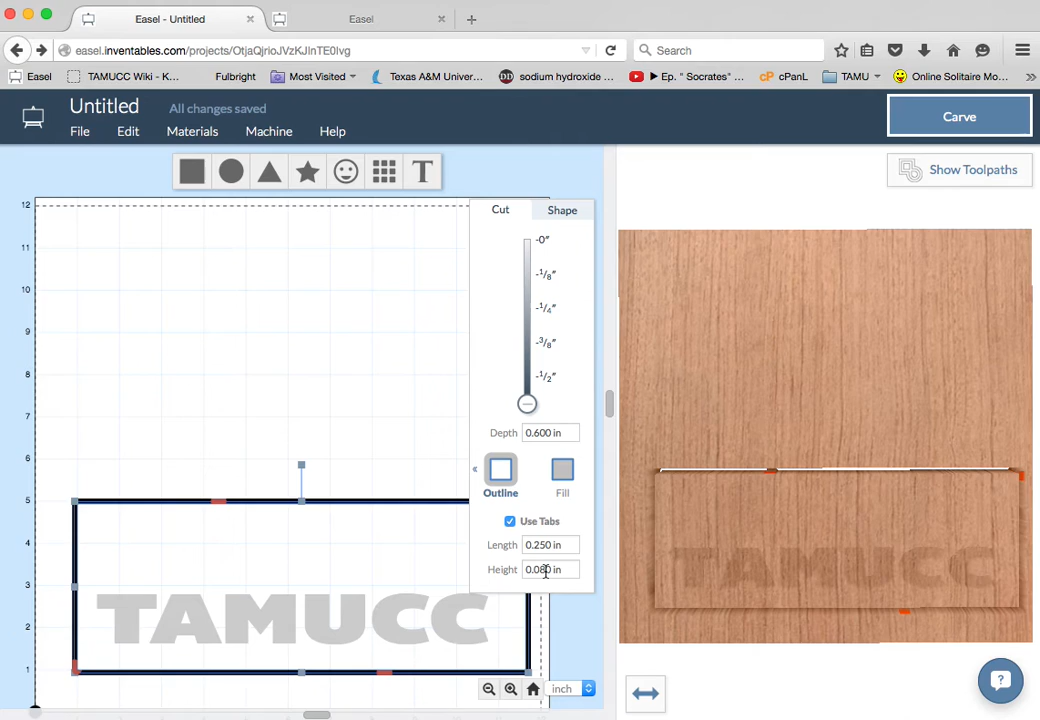 Easel - Untitled
Easel
easel.inventables.com/projects/OtjaQjrioJVzKJlnTE0lvg
Search
Easel
TAMUCC Wiki - K...
Fulbright
Most Visited
Texas A&M Univer...
sodium hydroxide ...
▶ Ep. " Socrates" ...
cPanL
TAMU
Online Solitaire Mo...
Untitled
All changes saved
File
Edit
Materials
Machine
Help
Carve
T
Show Toolpaths
12
11
10
9
8
7
6
5
4
3
2
1
Cut
Shape
-0"
-1/8"
-1/4"
-3/8"
-1/2"
Depth 0.600 in
Outline
Fill
Use Tabs
Length 0.250 in
Height 0.080 in
TAMUCC
inch
TAMUCC